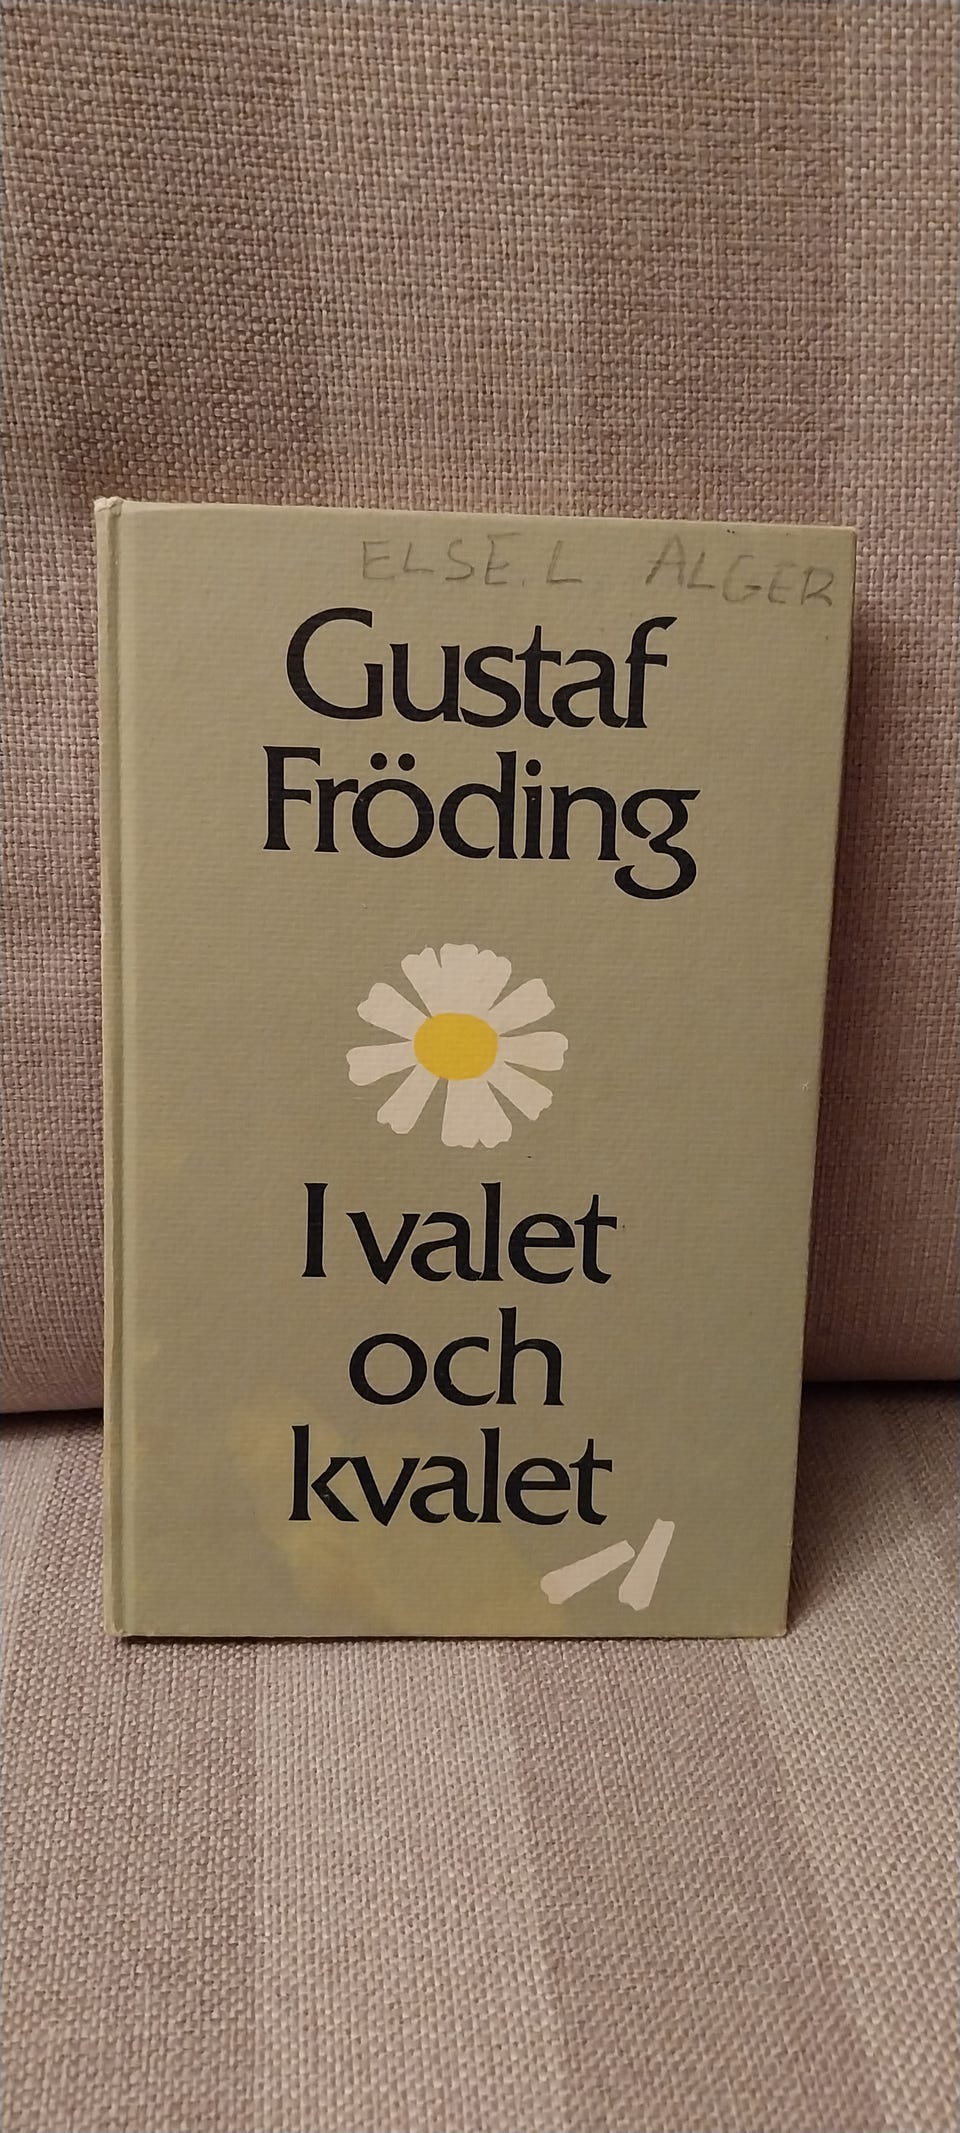 ELSE.L ALGER
Gustaf
Fröding
I valet
och
kvalet